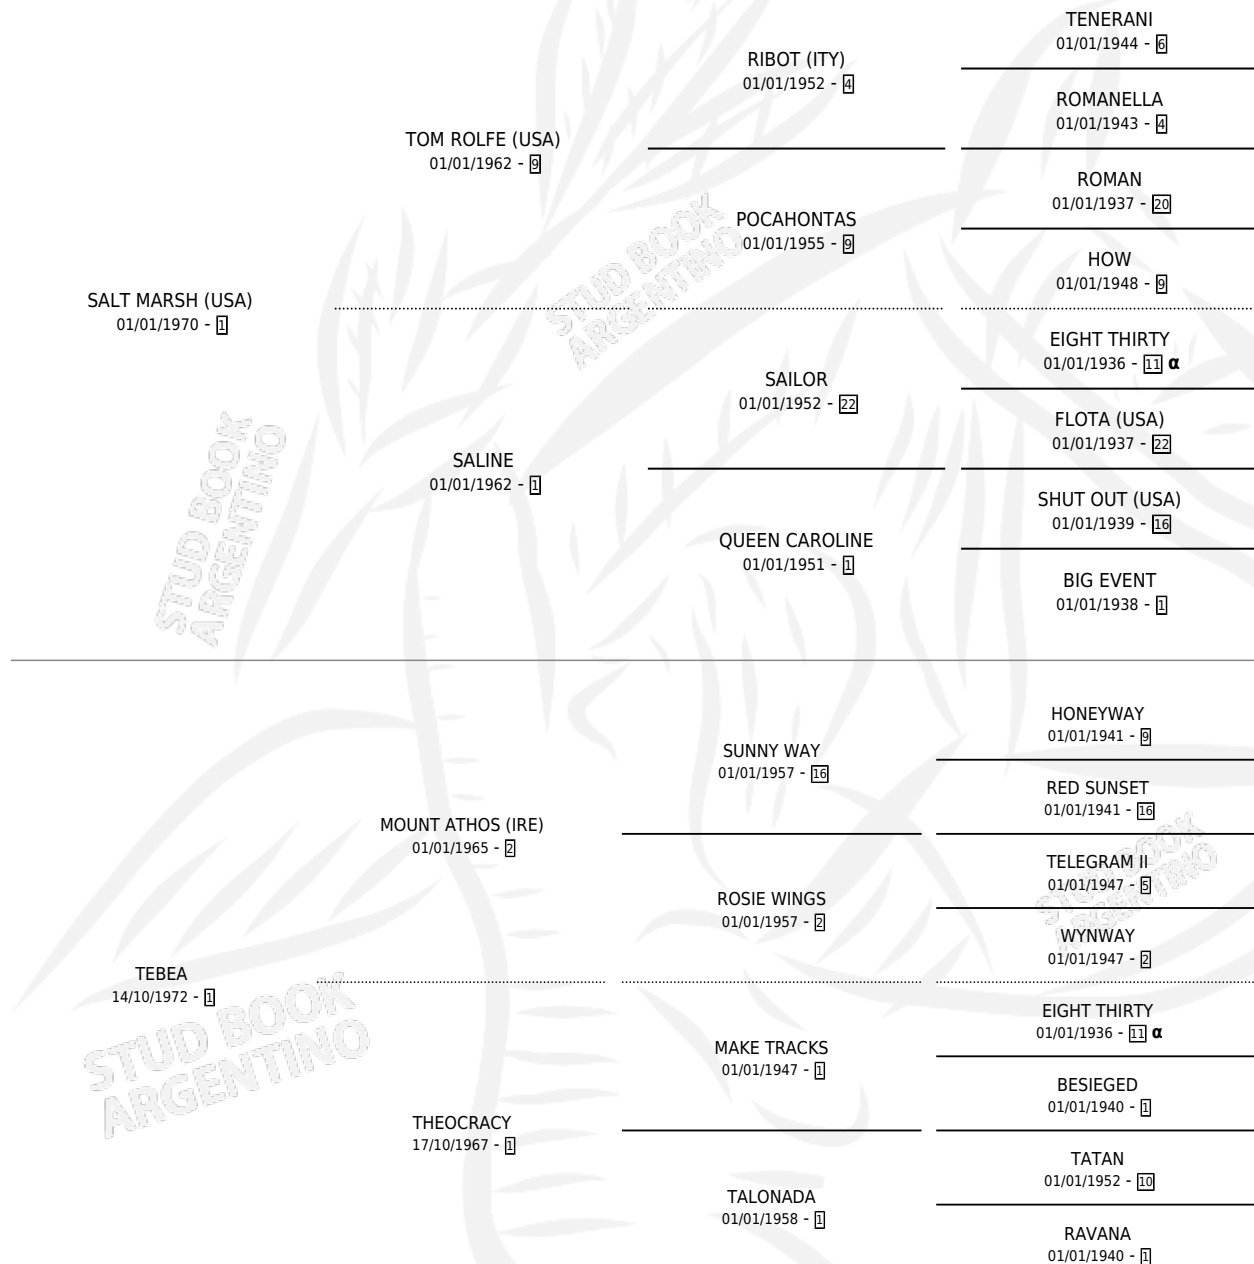 TENERANI
01/01/1944 - 6
RIBOT (ITY)
01/01/1952 - 4
ROMANELLA
01/01/1943 - 4
TOM ROLFE (USA)
01/01/1962 - 9
ROMAN
01/01/1937 - 20
POCAHONTAS
01/01/1955 - 9
HOW
01/01/1948 - 9
SALT MARSH (USA)
01/01/1970 - 1
EIGHT THIRTY
01/01/1936 - 11 α
SAILOR
01/01/1952 - 22
FLOTA (USA)
01/01/1937 - 22
SALINE
01/01/1962 - 1
SHUT OUT (USA)
01/01/1939 - 16
QUEEN CAROLINE
01/01/1951 - 1
BIG EVENT
01/01/1938 - 1
HONEYWAY
01/01/1941 - 9
SUNNY WAY
01/01/1957 - 16
RED SUNSET
01/01/1941 - 16
MOUNT ATHOS (IRE)
01/01/1965 - 2
TELEGRAM II
01/01/1947 - 5
ROSIE WINGS
01/01/1957 - 2
WYNWAY
01/01/1947 - 2
TEBEA
14/10/1972 - 1
EIGHT THIRTY
01/01/1936 - 11 α
MAKE TRACKS
01/01/1947 - 1
BESIEGED
01/01/1940 - 1
THEOCRACY
17/10/1967 - 1
TATAN
01/01/1952 - 10
TALONADA
01/01/1958 - 1
RAVANA
01/01/1940 - 1
STUD BOOK
ARGENTINO
STUD BOOK
ARGENTINO
STUD BOOK
ARGENTINO
STUD BOOK
ARGENTINO